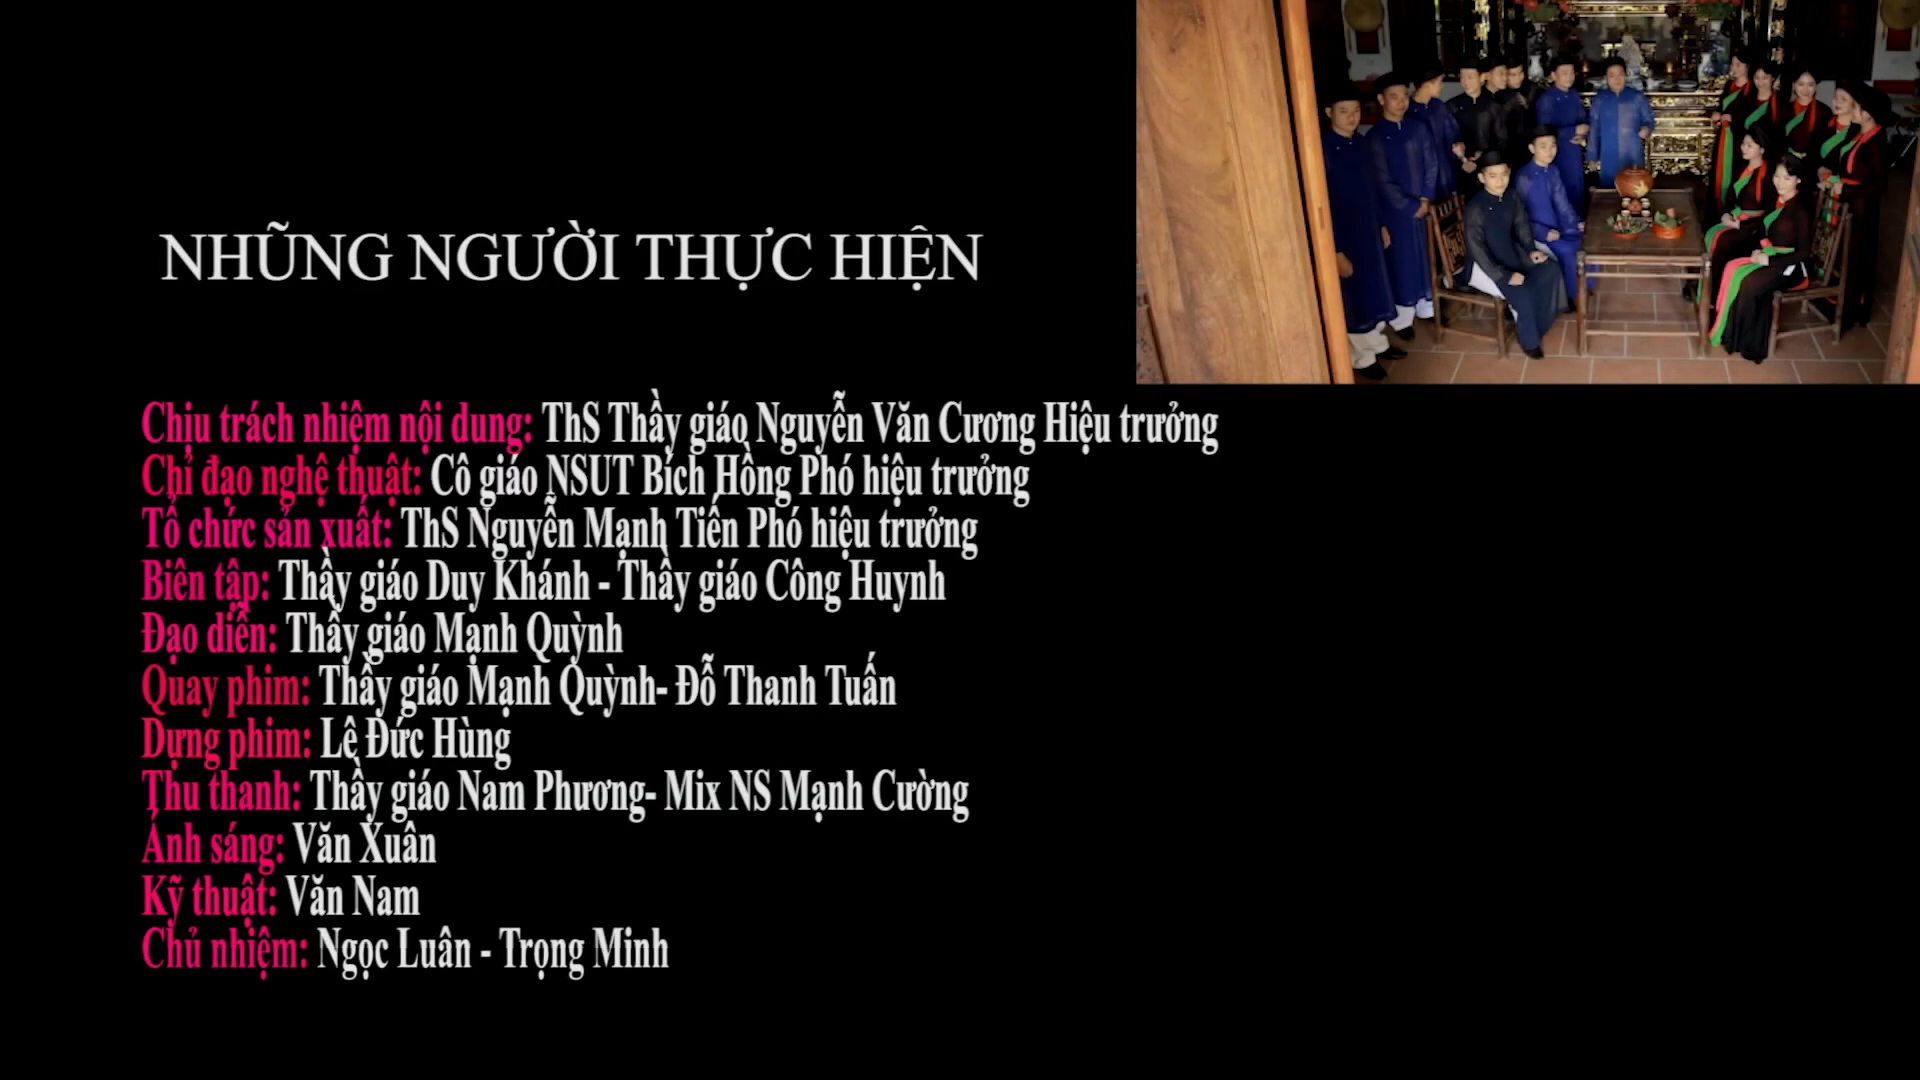 NHỮNG NGƯỜI THỰC HIỆN
Chịu trách nhiệm nội dung: ThS Thầy giáo Nguyễn Văn Cương Hiệu trưởng
Chỉ đạo nghệ thuật: Cô giáo NSUT Bích Hồng Phó hiệu trưởng
Tổ chức sản xuất: ThS Nguyễn Mạnh Tiến Phó hiệu trưởng
Biên tập: Thầy giáo Duy Khánh - Thầy giáo Công Huynh
Đạo diễn: Thầy giáo Mạnh Quỳnh
Quay phim: Thầy giáo Mạnh Quỳnh- Đỗ Thanh Tuấn
Dựng phim: Lê Đức Hùng
Thu thanh: Thầy giáo Nam Phương- Mix NS Mạnh Cường
Ánh sáng: Văn Xuân
Kỹ thuật: Văn Nam
Chủ nhiệm: Ngọc Luân - Trọng Minh